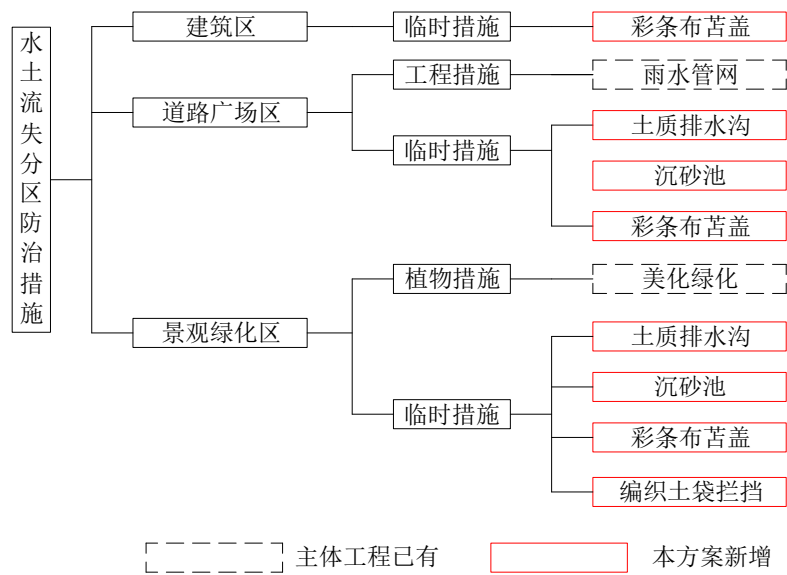 水土流失分区防治措施
建筑区
临时措施
彩条布苫盖
道路广场区
工程措施
雨水管网
临时措施
土质排水沟
沉砂池
彩条布苫盖
景观绿化区
植物措施
美化绿化
临时措施
土质排水沟
沉砂池
彩条布苫盖
编织土袋拦挡
主体工程已有
本方案新增